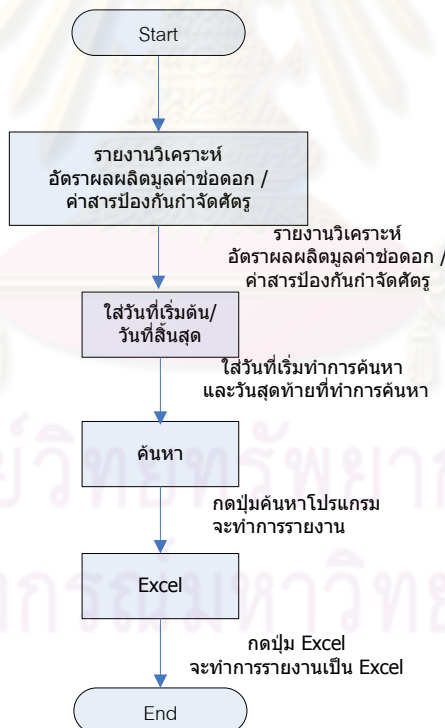 Start
รายงานวิเคราะห์
อัตราผลผลิตมูลค่าช่อดอก /
ค่าสารป้องกันกำจัดศัตรู
รายงานวิเคราะห์
อัตราผลผลิตมูลค่าช่อดอก /
ค่าสารป้องกันกำจัดศัตรู
ใส่วันที่เริ่มต้น/
วันที่สิ้นสุด
ใส่วันที่เริ่มทำการค้นหา
และวันสุดท้ายที่ทำการค้นหา
ค้นหา
กดปุ่มค้นหาโปรแกรม
จะทำการรายงาน
Excel
กดปุ่ม Excel
จะทำการรายงานเป็น Excel
End